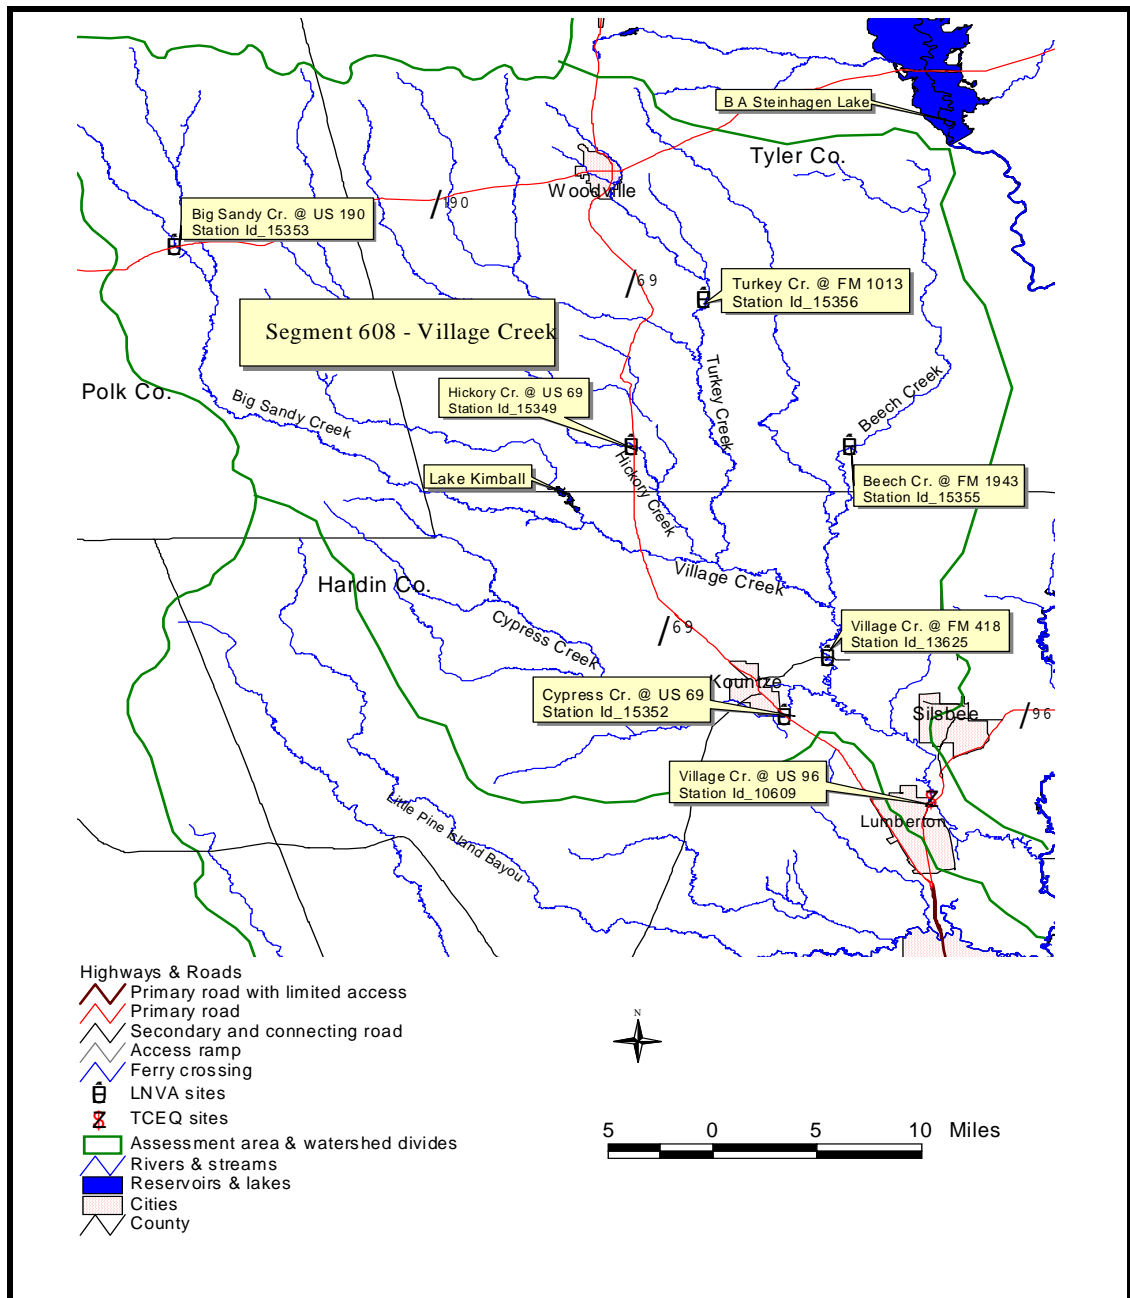 B A Steinhagen Lake
Tyler Co.
Woodville
190
Big Sandy Cr. @ US 190
Station Id_15353
69
Turkey Cr. @ FM 1013
Station Id_15356
Segment 608 - Village Creek
Polk Co.
Big Sandy Creek
Hickory Cr. @ US 69
Station Id_15349
Turkey Creek
Beech Creek
Hickory Creek
Lake Kimball
Beech Cr. @ FM 1943
Station Id_15355
Hardin Co.
Village Creek
Cypress Creek
69
Village Cr. @ FM 418
Station Id_13625
Kountze
Cypress Cr. @ US 69
Station Id_15352
Silsbee
96
Village Cr. @ US 96
Station Id_10609
Lumberton
Little Pine Island Bayou
Highways & Roads
Primary road with limited access
Primary road
Secondary and connecting road
Access ramp
Ferry crossing
LNVA sites
TCEQ sites
Assessment area & watershed divides
Rivers & streams
Reservoirs & lakes
Cities
County
N
5 0 5 10 Miles